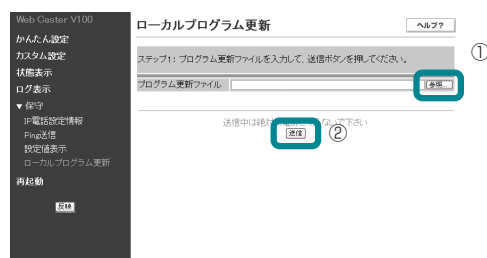 Web Caster V100
かんたん設定
カスタム設定
状態表示
ログ表示
▼保守
IP電話設定情報
Ping送信
設定値表示
ローカルプログラム更新
再起動
反映
ローカルプログラム更新
ヘルプ?
ステップ1: プログラム更新ファイルを入力して、送信ボタンを押してください。
プログラム更新ファイル
参照...
①
送信中は絶対 ないで下さい
送信
②